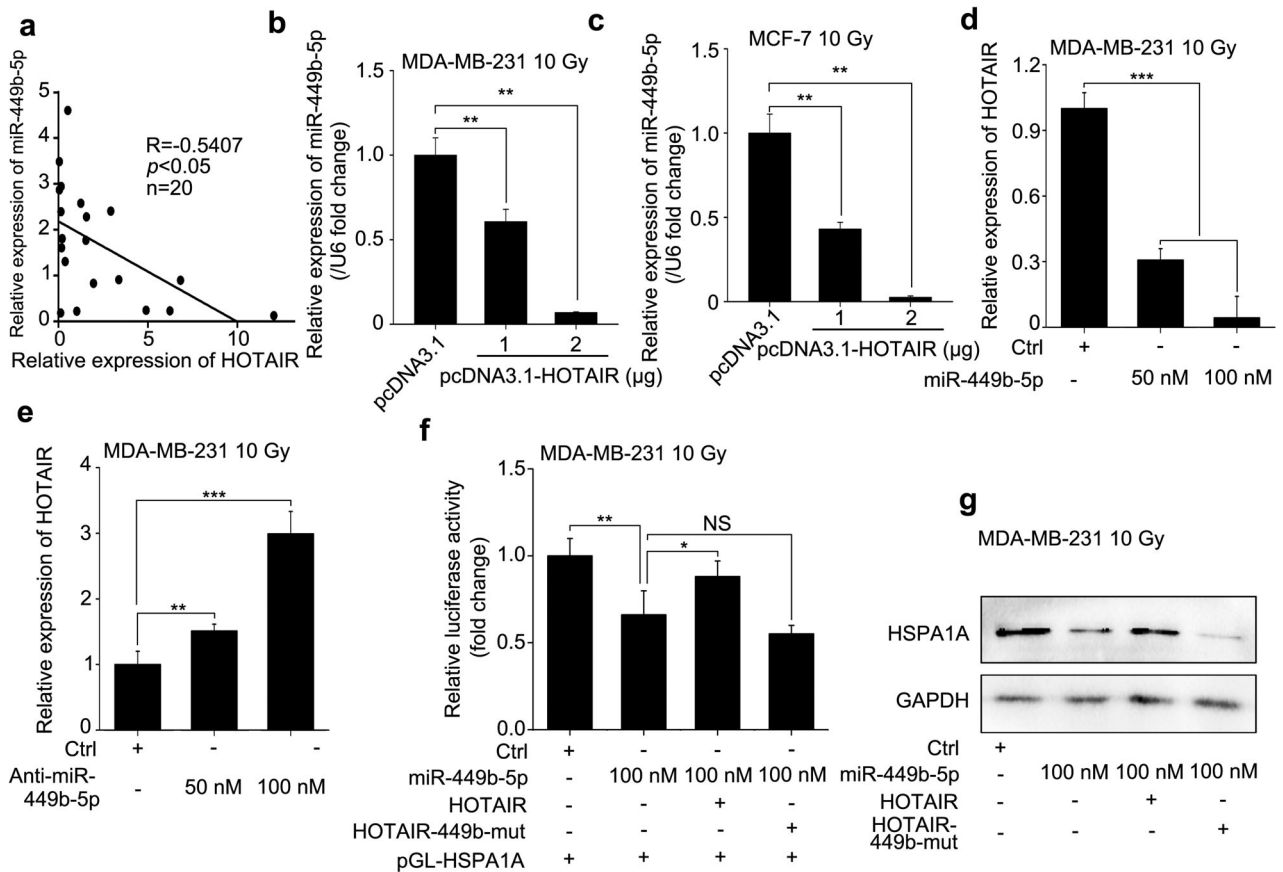 a
Relative expression of miR-449b-5p
5
4
3
2
1
0
R=-0.5407
p<0.05
n=20
0
5
10
Relative expression of HOTAIR
b
MDA-MB-231 10 Gy
Relative expression of miR-449b-5p
(/U6 fold change)
1.5
1.0
0.5
0
**
**
pcDNA3.1
1
2
pcDNA3.1-HOTAIR (μg)
c
MCF-7 10 Gy
Relative expression of miR-449b-5p
(/U6 fold change)
1.5
1.0
0.5
0
**
**
pcDNA3.1
1
2
pcDNA3.1-HOTAIR (μg)
d
MDA-MB-231 10 Gy
Relative expression of HOTAIR
1.2
0.9
0.6
0.3
0
***
Ctrl + - -
miR-449b-5p - 50 nM 100 nM
e
MDA-MB-231 10 Gy
Relative expression of HOTAIR
4
3
2
1
0
***
**
Ctrl + - -
Anti-miR-
449b-5p - 50 nM 100 nM
f
MDA-MB-231 10 Gy
Relative luciferase activity
(fold change)
1.5
1.0
0.5
0.0
**
NS
*
Ctrl + - - -
miR-449b-5p - 100 nM 100 nM 100 nM
HOTAIR - - + -
HOTAIR-449b-mut - - - +
pGL-HSPA1A + + + +
g
MDA-MB-231 10 Gy
HSPA1A
GAPDH
Ctrl + - - -
miR-449b-5p - 100 nM 100 nM 100 nM
HOTAIR - - + -
HOTAIR-
449b-mut - - - +